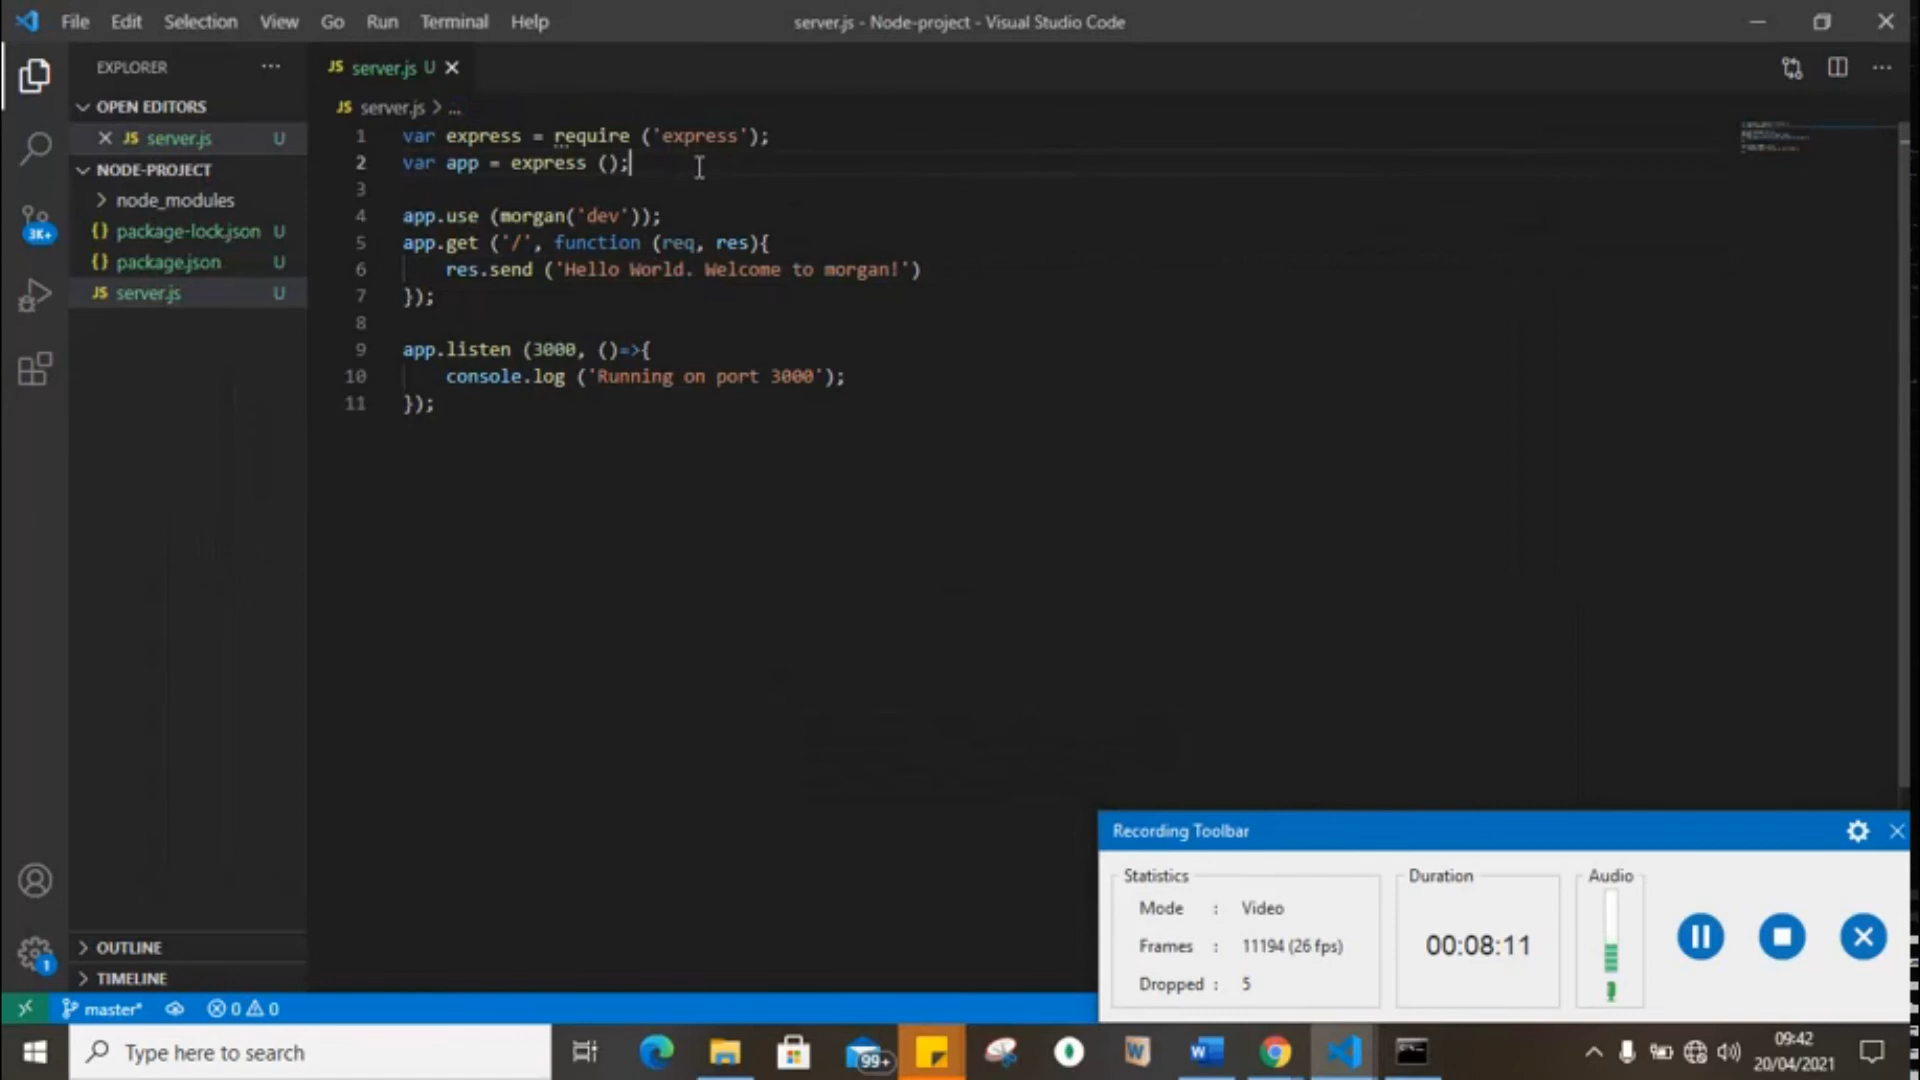 File Edit Selection View Go Run Terminal Help
server.js - Node-project - Visual Studio Code
EXPLORER ...
JS server.js U
OPEN EDITORS
JS server.js > ...
JS server.js U
NODE-PROJECT
node_modules
{} package-lock.json U
{} package.json U
JS server.js U
3K+
1 var express = require ('express');
2 var app = express ();
3
4 app.use (morgan('dev'));
5 app.get ('/', function (req, res){
6 res.send ('Hello World. Welcome to morgan!')
7 });
8
9 app.listen (3000, ()=>{
10 console.log ('Running on port 3000');
11 });
OUTLINE
TIMELINE
1
master* 0 0
Recording Toolbar
Statistics
Mode : Video
Frames : 11194 (26 fps)
Dropped : 5
Duration
00:08:11
Audio
Type here to search
99+
W
W
09:42
20/04/2021